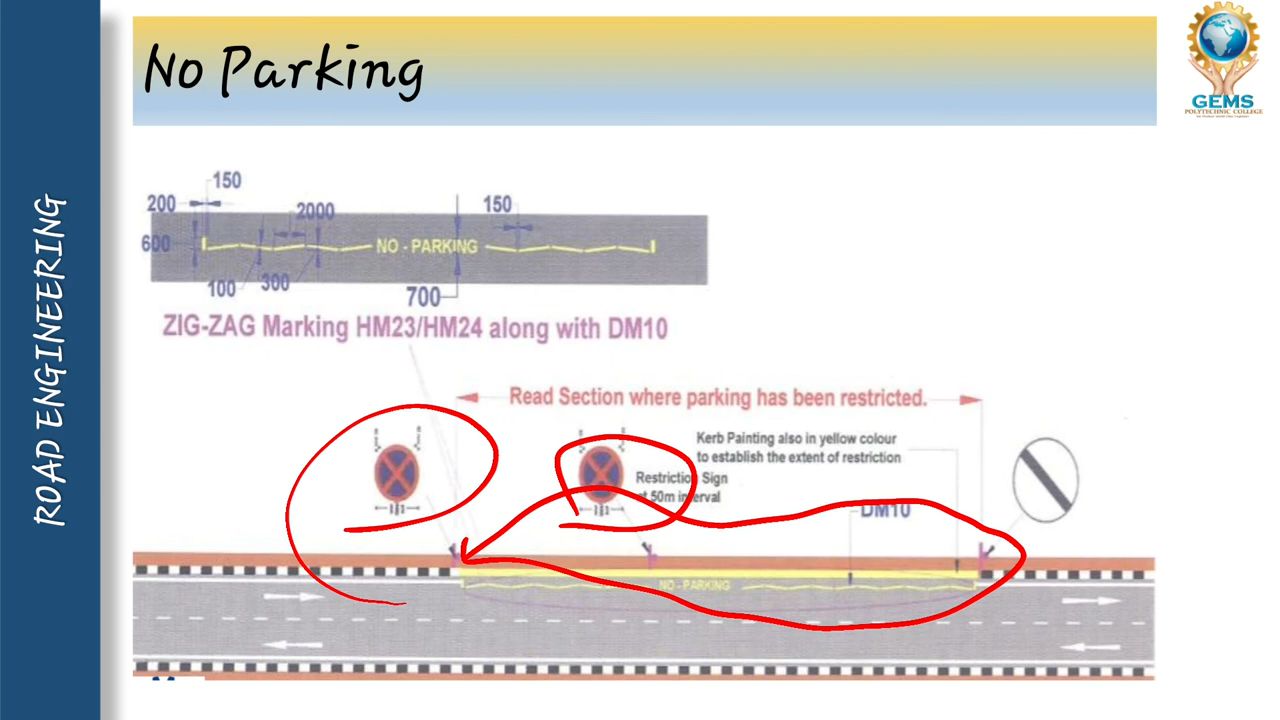 No Parking
GEMS
POLYTECHNIC COLLEGE
ROAD ENGINEERING
150
200
2000
150
600
NO - PARKING
100
300
700
ZIG-ZAG Marking HM23/HM24 along with DM10
Read Section where parking has been restricted.
Kerb Painting also in yellow colour
to establish the extent of restriction
Restriction Sign
at 50m interval
DM10
NO - PARKING